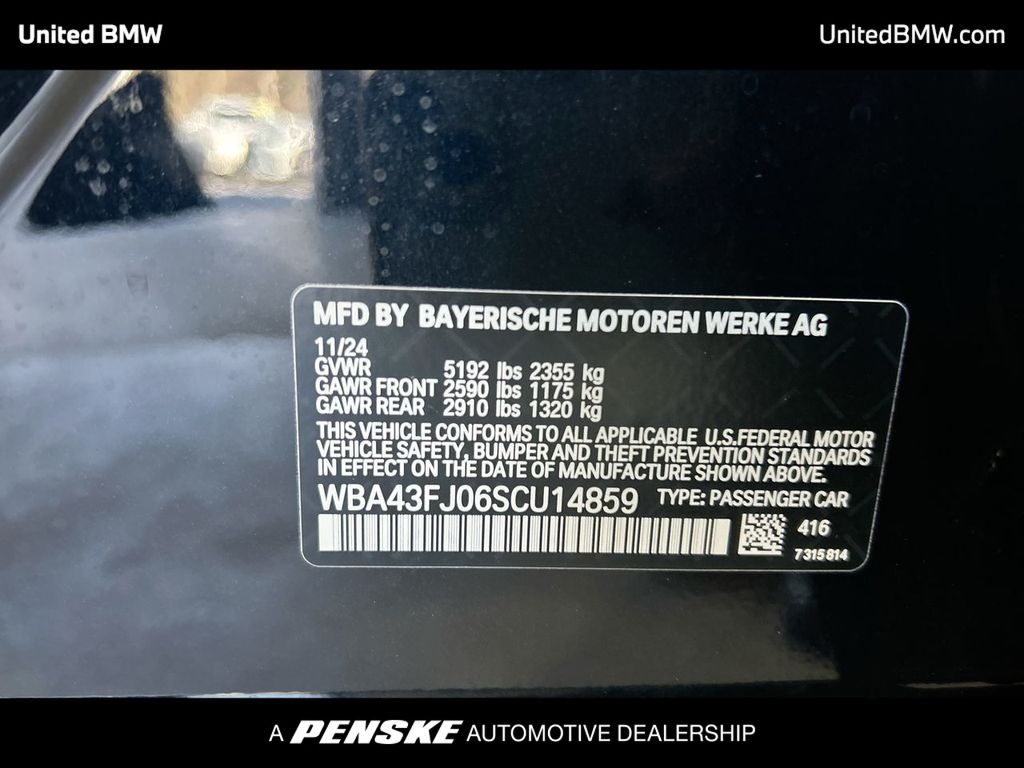 United BMW
UnitedBMW.com
MFD BY BAYERISCHE MOTOREN WERKE AG
11/24
GVWR 5192 lbs 2355 kg
GAWR FRONT 2590 lbs 1175 kg
GAWR REAR 2910 lbs 1320 kg
THIS VEHICLE CONFORMS TO ALL APPLICABLE U.S.FEDERAL MOTOR
VEHICLE SAFETY, BUMPER AND THEFT PREVENTION STANDARDS
IN EFFECT ON THE DATE OF MANUFACTURE SHOWN ABOVE.
WBA43FJ06SCU14859 TYPE: PASSENGER CAR
416
7315814
A PENSKE AUTOMOTIVE DEALERSHIP